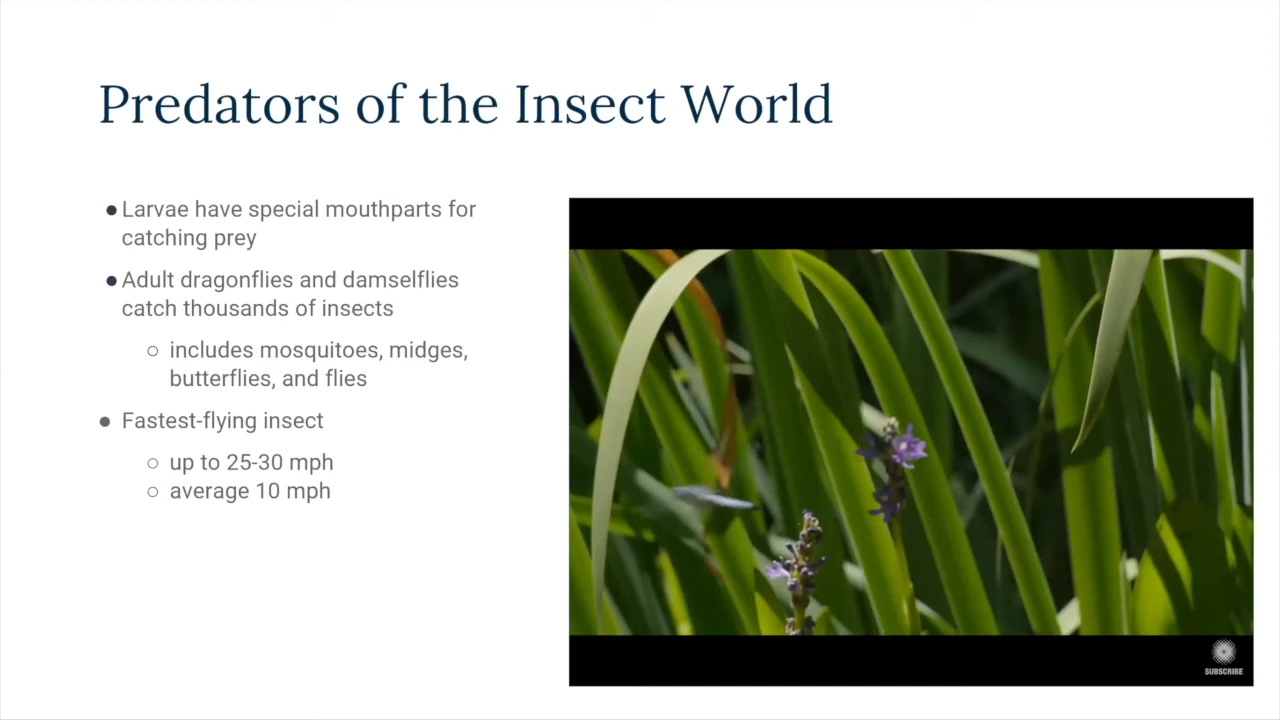 Predators of the Insect World
● Larvae have special mouthparts for
catching prey
● Adult dragonflies and damselflies
catch thousands of insects
○ includes mosquitoes, midges,
butterflies, and flies
● Fastest-flying insect
○ up to 25-30 mph
○ average 10 mph
SUBSCRIBE